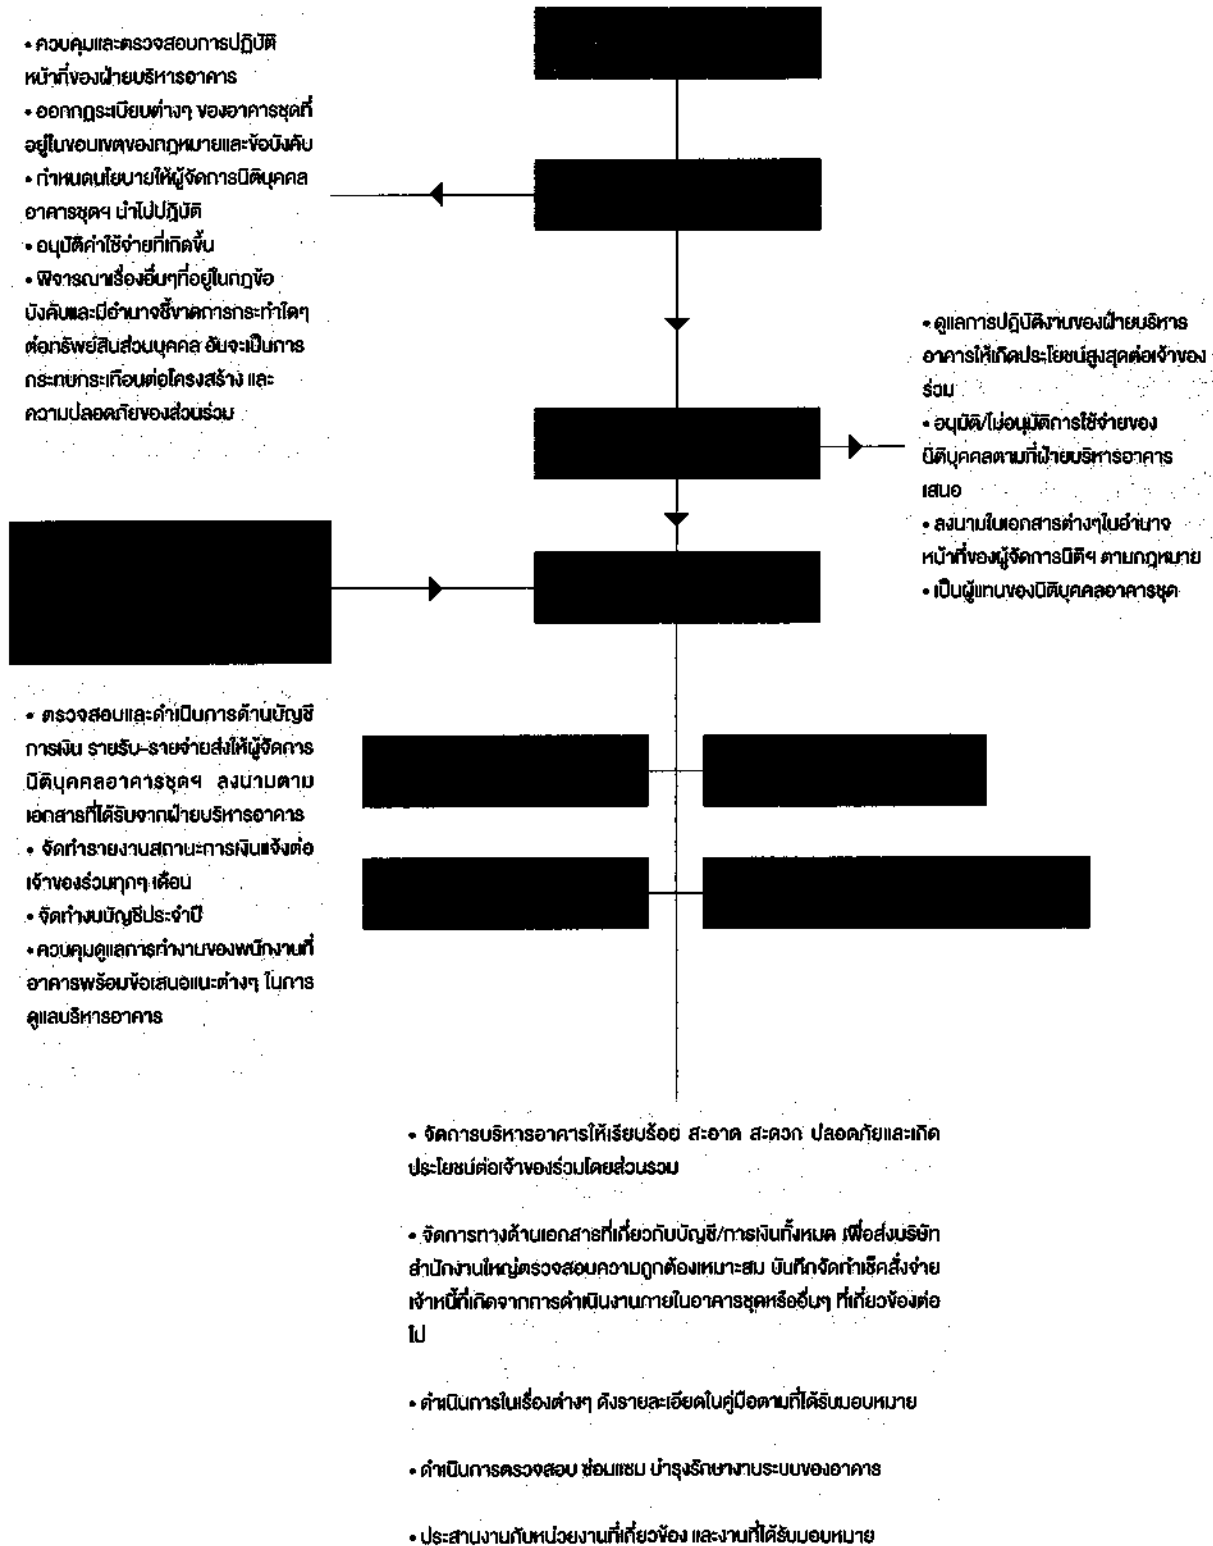 • ควบคุมและตรวจสอบการปฏิบัติ
หน้าที่ของฝ่ายบริหารอาคาร
• ออกกฎระเบียบต่างๆ ของอาคารชุดที่
อยู่ในขอบเขตของกฎหมายและข้อบังคับ
• กำหนดนโยบายให้ผู้จัดการนิติบุคคล
อาคารชุดฯ นำไปปฏิบัติ
• อนุมัติค่าใช้จ่ายที่เกิดขึ้น
• พิจารณาเรื่องอื่นๆที่อยู่ในกฎข้อ
บังคับและมีอำนาจชี้ขาดการกระทำใดๆ
ต่อทรัพย์สินส่วนบุคคล อันจะเป็นการ
กระทบกระเทือนต่อโครงสร้าง และ
ความปลอดภัยของส่วนร่วม
• ดูแลการปฏิบัติงานของฝ่ายบริหาร
อาคารให้เกิดประโยชน์สูงสุดต่อเจ้าของ
ร่วม
• อนุมัติ/ไม่อนุมัติการใช้จ่ายของ
นิติบุคคลตามที่ฝ่ายบริหารอาคาร
เสนอ
• ลงนามในเอกสารต่างๆในอำนาจ
หน้าที่ของผู้จัดการนิติฯ ตามกฎหมาย
• เป็นผู้แทนของนิติบุคคลอาคารชุด
• ตรวจสอบและดำเนินการด้านบัญชี
การเงิน รายรับ-รายจ่ายส่งให้ผู้จัดการ
นิติบุคคลอาคารชุดฯ ลงนามตาม
เอกสารที่ได้รับจากฝ่ายบริหารอาคาร
• จัดทำรายงานสถานะการเงินแจ้งต่อ
เจ้าของร่วมทุกๆ เดือน
• จัดทำงบบัญชีประจำปี
• ควบคุมดูแลการทำงานของพนักงานที่
อาคารพร้อมข้อเสนอแนะต่างๆ ในการ
ดูแลบริหารอาคาร
• จัดการบริหารอาคารให้เรียบร้อย สะอาด สะดวก ปลอดภัยและเกิด
ประโยชน์ต่อเจ้าของร่วมโดยส่วนรวม
• จัดการทางด้านเอกสารที่เกี่ยวกับบัญชี/การเงินทั้งหมด เพื่อส่งบริษัท
สำนักงานใหญ่ตรวจสอบความถูกต้องเหมาะสม บันทึกจัดทำเช็คสั่งจ่าย
เจ้าหนี้ที่เกิดจากการดำเนินงานภายในอาคารชุดหรืออื่นๆ ที่เกี่ยวข้องต่อ
ไป
• ดำเนินการในเรื่องต่างๆ ดังรายละเอียดในคู่มือตามที่ได้รับมอบหมาย
• ดำเนินการตรวจสอบ ซ่อมแซม บำรุงรักษางานระบบของอาคาร
• ประสานงานกับหน่วยงานที่เกี่ยวข้อง และงานที่ได้รับมอบหมาย